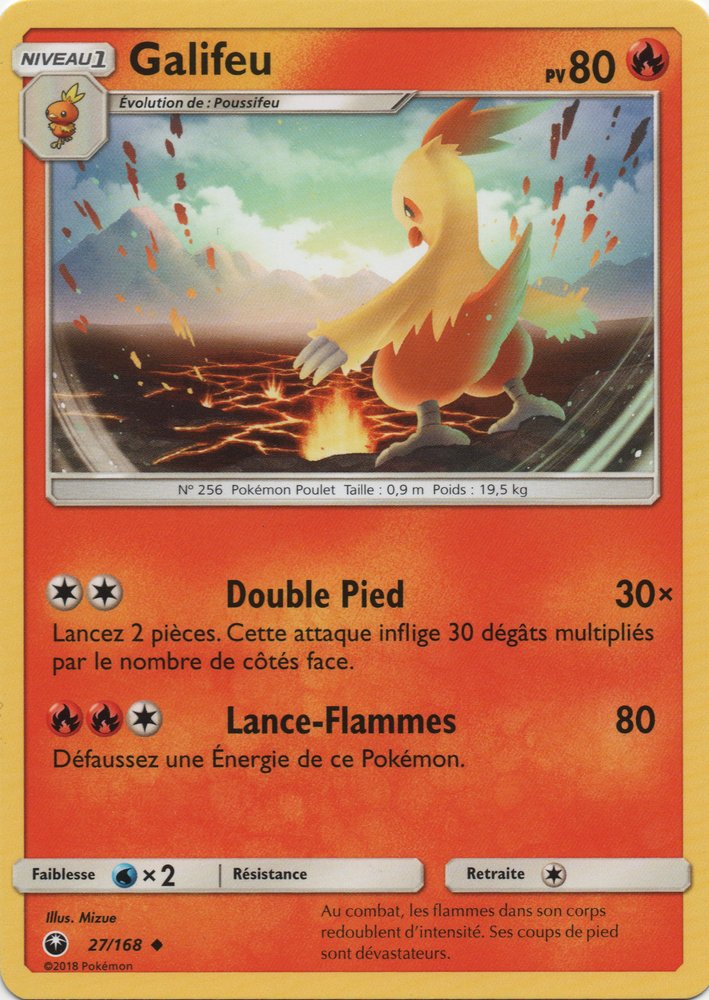 NIVEAU 1
Galifeu
PV 80
Évolution de : Poussifeu
N° 256 Pokémon Poulet Taille : 0,9 m Poids : 19,5 kg
Double Pied 30×
Lancez 2 pièces. Cette attaque inflige 30 dégâts multipliés
par le nombre de côtés face.
Lance-Flammes 80
Défaussez une Énergie de ce Pokémon.
Faiblesse ×2 Résistance Retraite
Illus. Mizue
27/168
©2018 Pokémon
Au combat, les flammes dans son corps
redoublent d'intensité. Ses coups de pied
sont dévastateurs.